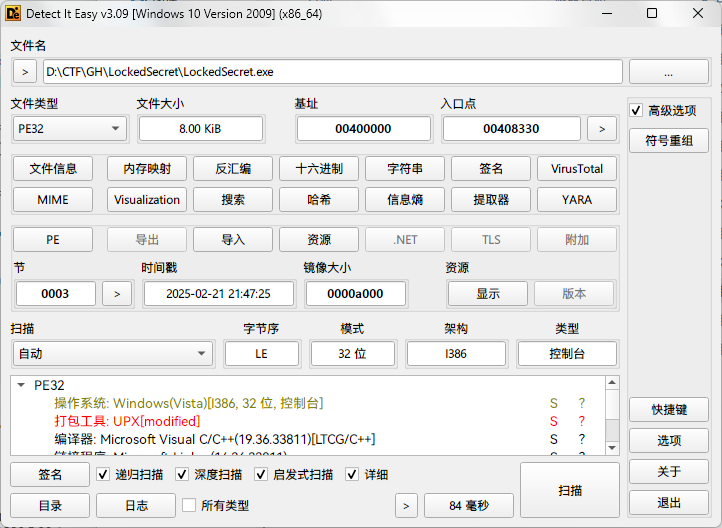 Detect It Easy v3.09 [Windows 10 Version 2009] (x86_64)
文件名
> D:\CTF\GH\LockedSecret\LockedSecret.exe ...
文件类型 文件大小 基址 入口点 高级选项
PE32 8.00 KiB 00400000 00408330 > 符号重组
文件信息 内存映射 反汇编 十六进制 字符串 签名 VirusTotal
MIME Visualization 搜索 哈希 信息熵 提取器 YARA
PE 导出 导入 资源 .NET TLS 附加
节 时间戳 镜像大小 资源
0003 > 2025-02-21 21:47:25 0000a000 显示 版本
扫描 字节序 模式 架构 类型
自动 LE 32 位 I386 控制台
PE32
操作系统: Windows(Vista)[I386, 32 位, 控制台] S ?
打包工具: UPX[modified] S ?
编译器: Microsoft Visual C/C++(19.36.33811)[LTCG/C++] S ?
快捷键
选项
关于
退出
签名 递归扫描 深度扫描 启发式扫描 详细 扫描
目录 日志 所有类型 > 84 毫秒